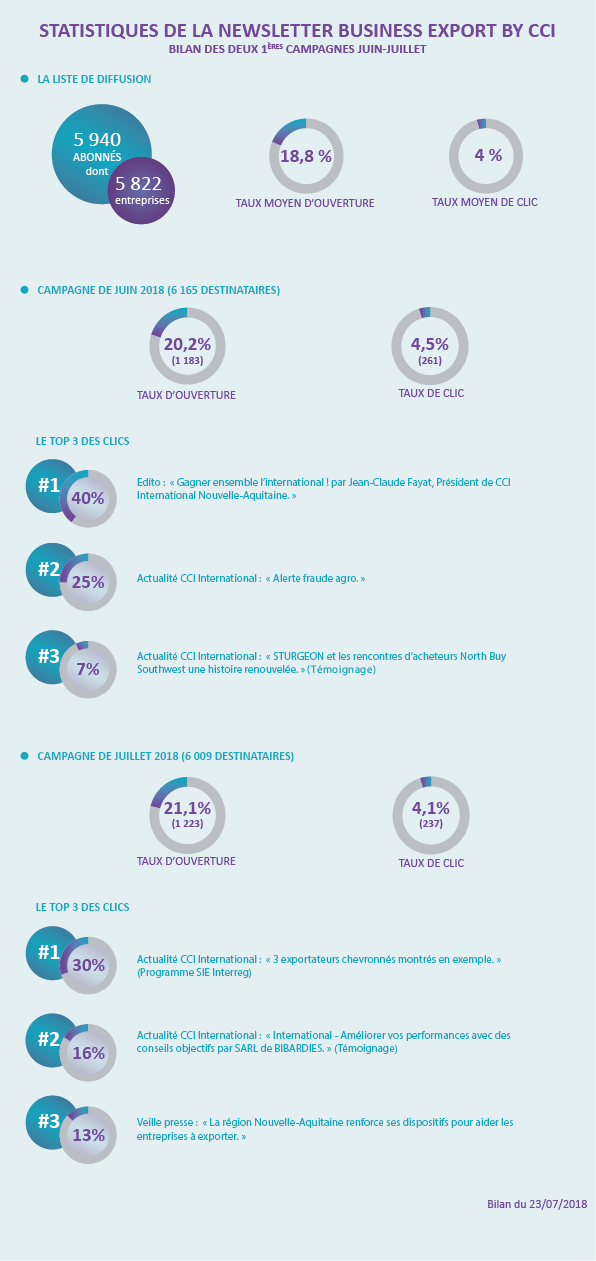 STATISTIQUES DE LA NEWSLETTER BUSINESS EXPORT BY CCI
BILAN DES DEUX 1ÈRES CAMPAGNES JUIN-JUILLET
LA LISTE DE DIFFUSION
5 940
ABONNÉS
dont
5 822
entreprises
18,8 %
TAUX MOYEN D'OUVERTURE
4 %
TAUX MOYEN DE CLIC
CAMPAGNE DE JUIN 2018 (6 165 DESTINATAIRES)
20,2%
(1 183)
TAUX D'OUVERTURE
4,5%
(261)
TAUX DE CLIC
LE TOP 3 DES CLICS
#1
40%
Edito : « Gagner ensemble l'international ! par Jean-Claude Fayat, Président de CCI
International Nouvelle-Aquitaine. »
#2
25%
Actualité CCI International : « Alerte fraude agro. »
#3
7%
Actualité CCI International : « STURGEON et les rencontres d'acheteurs North Buy
Southwest une histoire renouvelée. » (Témoignage)
CAMPAGNE DE JUILLET 2018 (6 009 DESTINATAIRES)
21,1%
(1 223)
TAUX D'OUVERTURE
4,1%
(237)
TAUX DE CLIC
LE TOP 3 DES CLICS
#1
30%
Actualité CCI International : « 3 exportateurs chevronnés montrés en exemple. »
(Programme SIE Interreg)
#2
16%
Actualité CCI International : « International - Améliorer vos performances avec des
conseils objectifs par SARL de BIBARDIES. » (Témoignage)
#3
13%
Veille presse : « La région Nouvelle-Aquitaine renforce ses dispositifs pour aider les
entreprises à exporter. »
Bilan du 23/07/2018